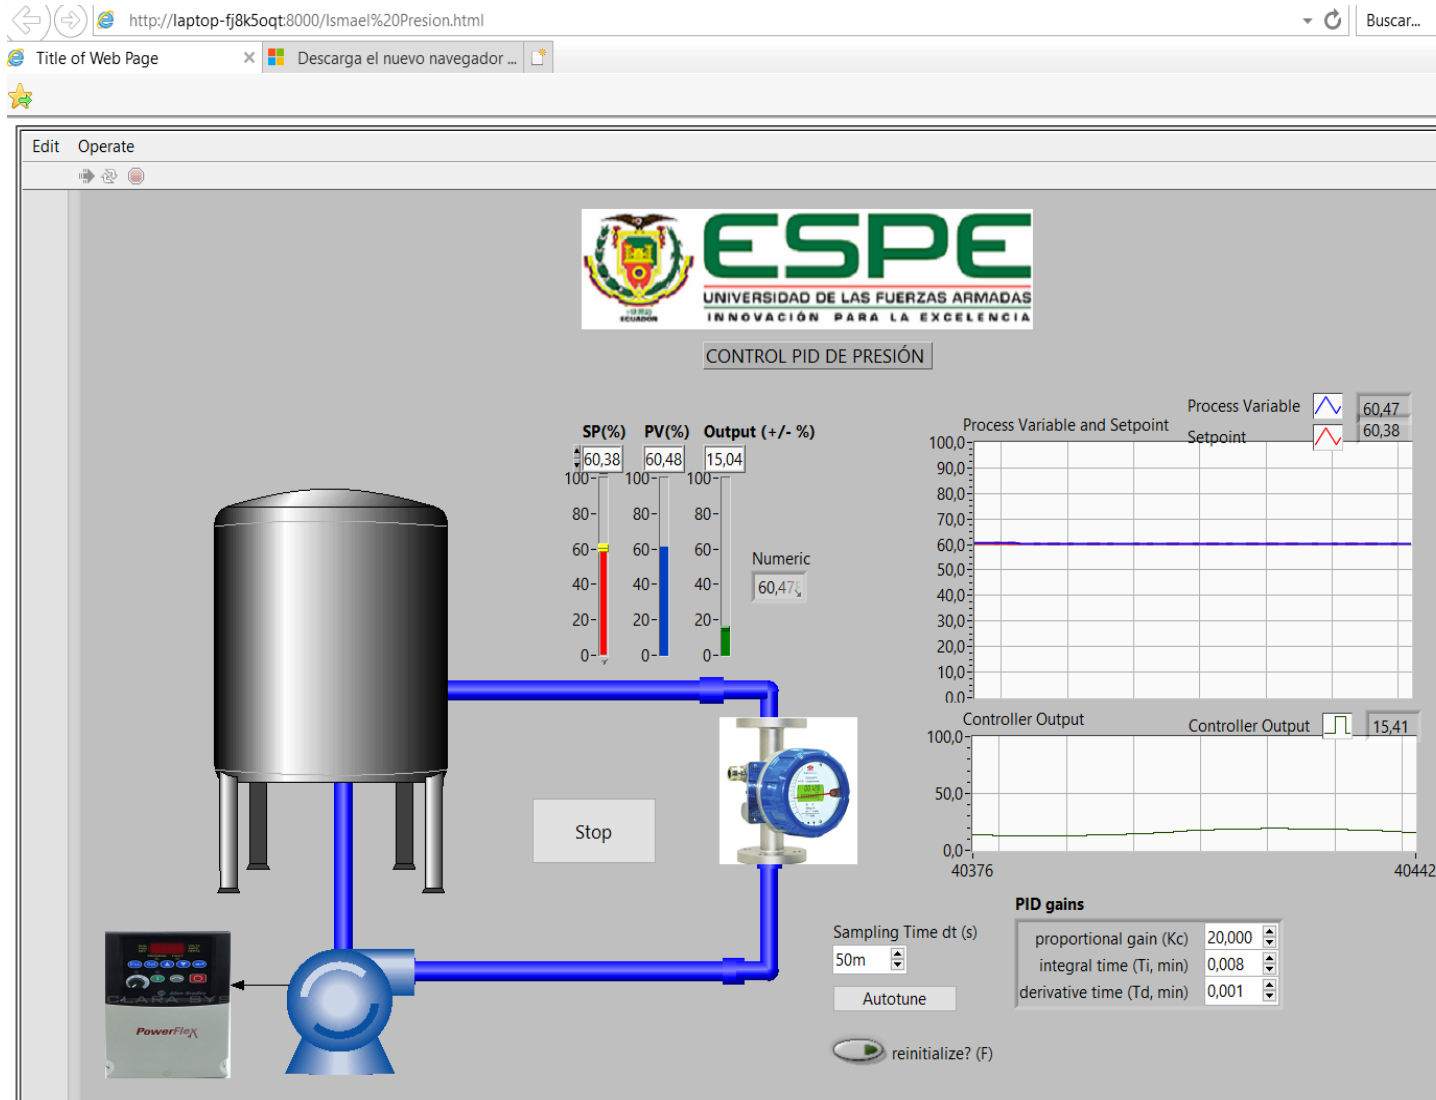 http://laptop-fj8k5oqt:8000/Ismael%20Presion.html
Buscar...
Title of Web Page
Descarga el nuevo navegador ...
Edit Operate
ESPE
UNIVERSIDAD DE LAS FUERZAS ARMADAS
INNOVACIÓN PARA LA EXCELENCIA
ECUADOR
CONTROL PID DE PRESIÓN
SP(%) PV(%) Output (+/- %)
60,38 60,48 15,04
100 100 100
80 80 80
60 60 60
40 40 40
20 20 20
0 0 0
Numeric
60,47
Process Variable 60,47
Process Variable and Setpoint
Setpoint 60,38
100,0
90,0
80,0
70,0
60,0
50,0
40,0
30,0
20,0
10,0
0,0
Controller Output
Controller Output 15,41
100,0
50,0
0,0
40376 40442
Stop
PID gains
Sampling Time dt (s)
50m
proportional gain (Kc) 20,000
integral time (Ti, min) 0,008
derivative time (Td, min) 0,001
Autotune
reinitialize? (F)
Allen-Bradley
CLARA SYS
PowerFlex